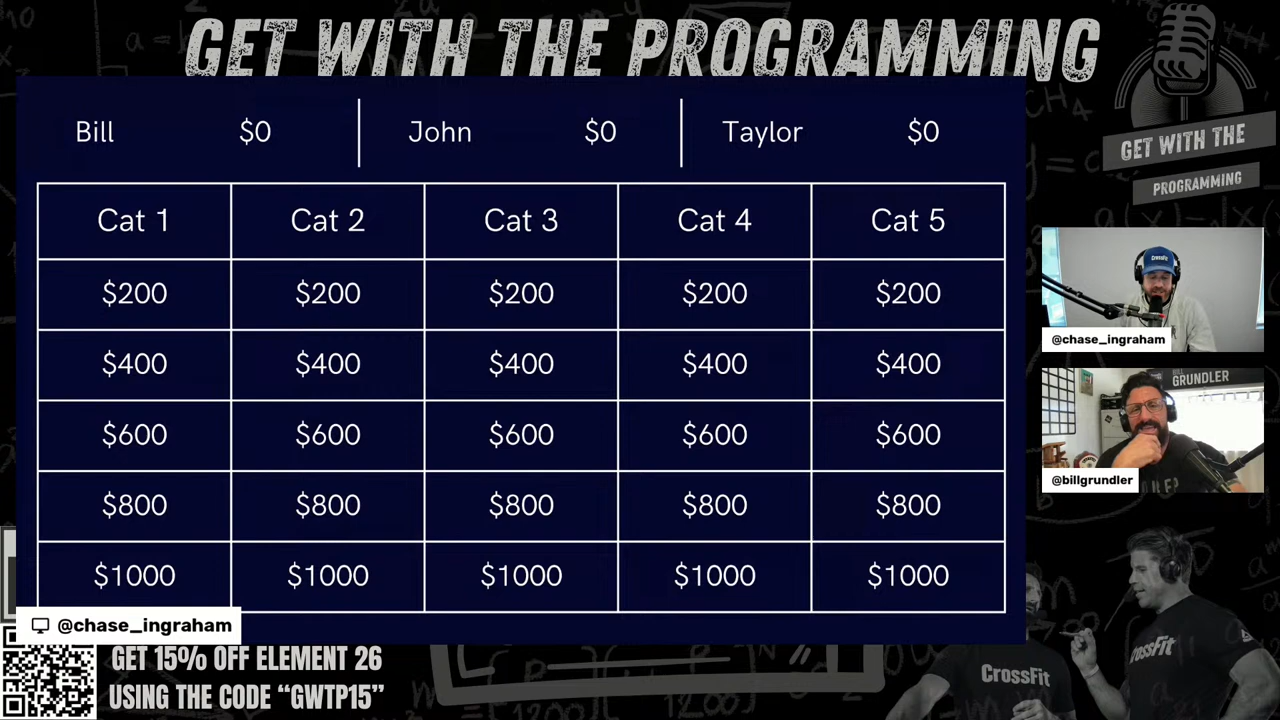 GET WITH THE PROGRAMMING
Bill $0 John $0 Taylor $0
Cat 1 Cat 2 Cat 3 Cat 4 Cat 5
$200 $200 $200 $200 $200
$400 $400 $400 $400 $400
$600 $600 $600 $600 $600
$800 $800 $800 $800 $800
$1000 $1000 $1000 $1000 $1000
@chase_ingraham
GET 15% OFF ELEMENT 26
USING THE CODE “GWTP15”
GET WITH THE
PROGRAMMING
CrossFit
@chase_ingraham
BILL
GRUNDLER
@billgrundler
CrossFit
CrossFit